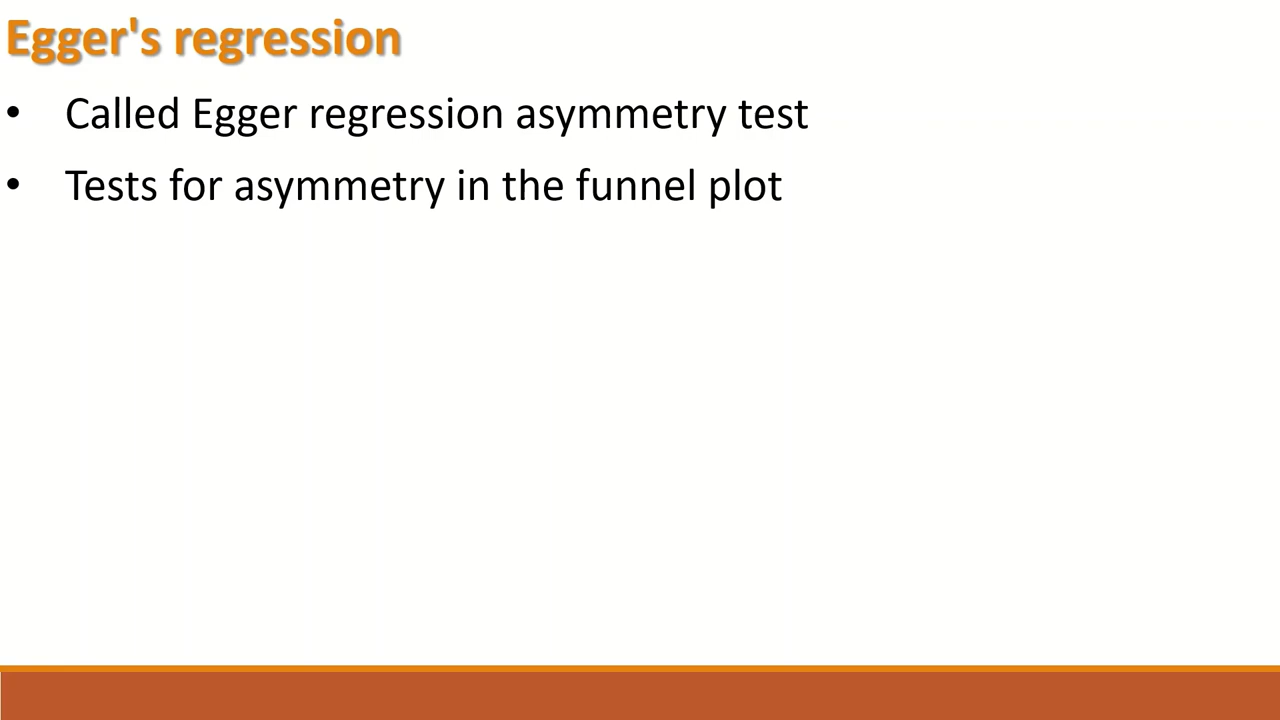 Egger's regression
• Called Egger regression asymmetry test
• Tests for asymmetry in the funnel plot